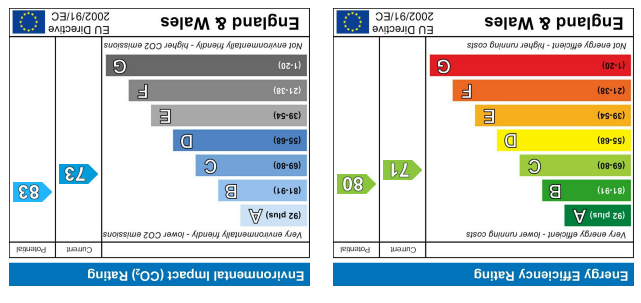 Energy Efficiency Rating
Current
Potential
Very energy efficient - lower running costs
(92 plus) A
(81-91) B
(69-80) C
(55-68) D
(39-54) E
(21-38) F
(1-20) G
71
80
Not energy efficient - higher running costs
England & Wales
EU Directive
2002/91/EC
Environmental Impact (CO₂) Rating
Current
Potential
Very environmentally friendly - lower CO2 emissions
(92 plus) A
(81-91) B
(69-80) C
(55-68) D
(39-54) E
(21-38) F
(1-20) G
73
83
Not environmentally friendly - higher CO2 emissions
England & Wales
EU Directive
2002/91/EC